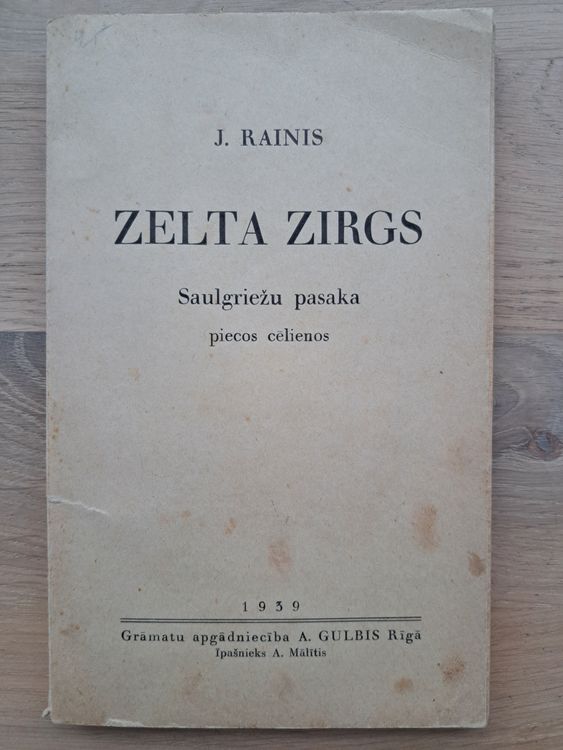 J. RAINIS
ZELTA ZIRGS
Saulgriežu pasaka
piecos cēlienos
1939
Grāmatu apgādniecība A. GULBIS Rīgā
Īpašnieks A. Mālītis